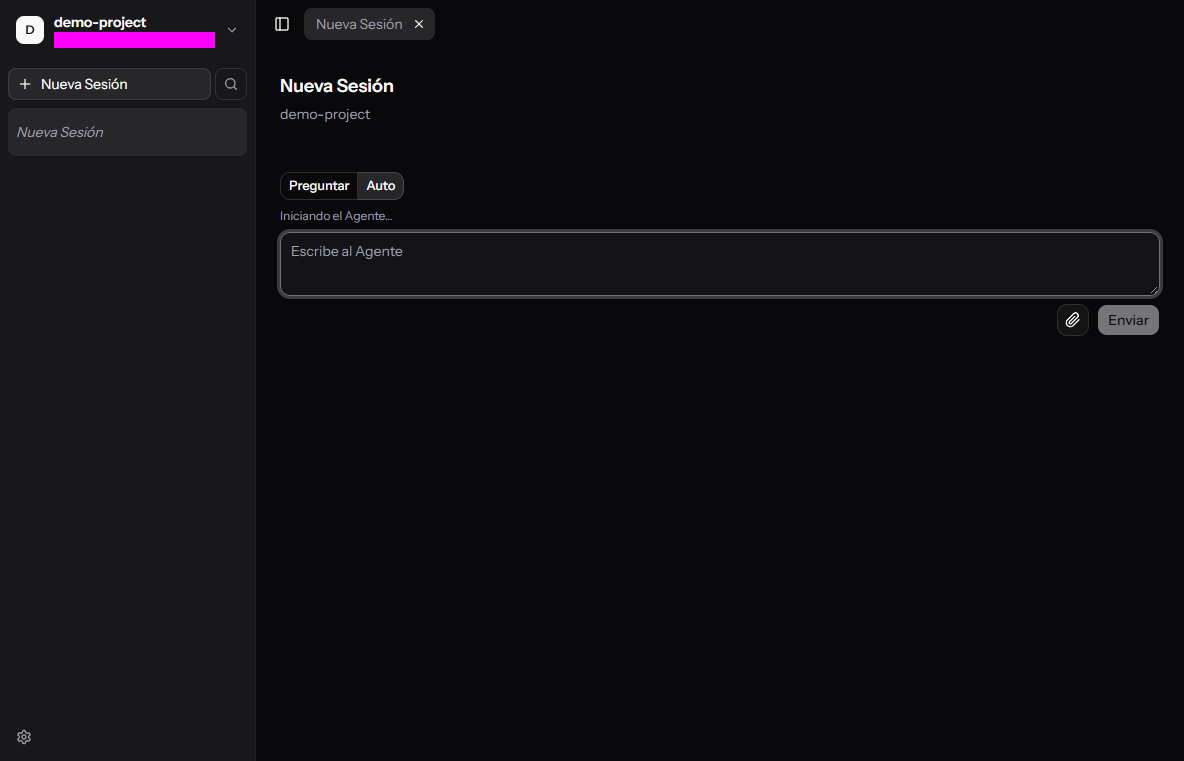 D
demo-project
Nueva Sesión
Nueva Sesión
Nueva Sesión
Nueva Sesión
demo-project
Preguntar Auto
Iniciando el Agente...
Escribe al Agente
Enviar